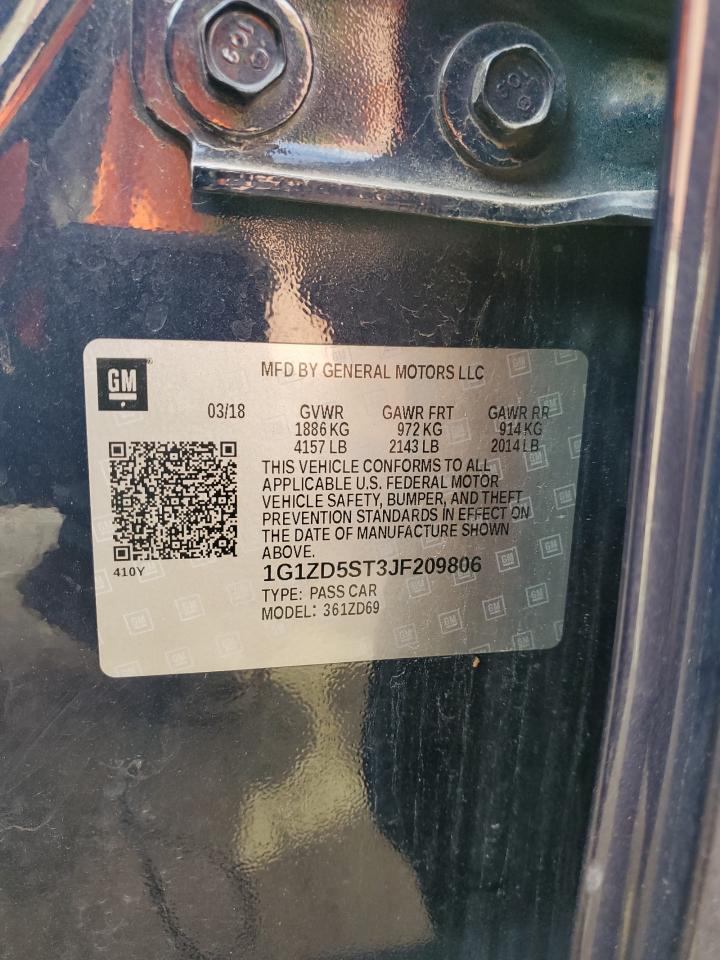 GM
MFD BY GENERAL MOTORS LLC
03/18 GVWR GAWR FRT GAWR RR
1886 KG 972 KG 914 KG
4157 LB 2143 LB 2014 LB
THIS VEHICLE CONFORMS TO ALL
APPLICABLE U.S. FEDERAL MOTOR
VEHICLE SAFETY, BUMPER, AND THEFT
PREVENTION STANDARDS IN EFFECT ON
THE DATE OF MANUFACTURE SHOWN
ABOVE.
410Y
1G1ZD5ST3JF209806
TYPE: PASS CAR
MODEL: 361ZD69